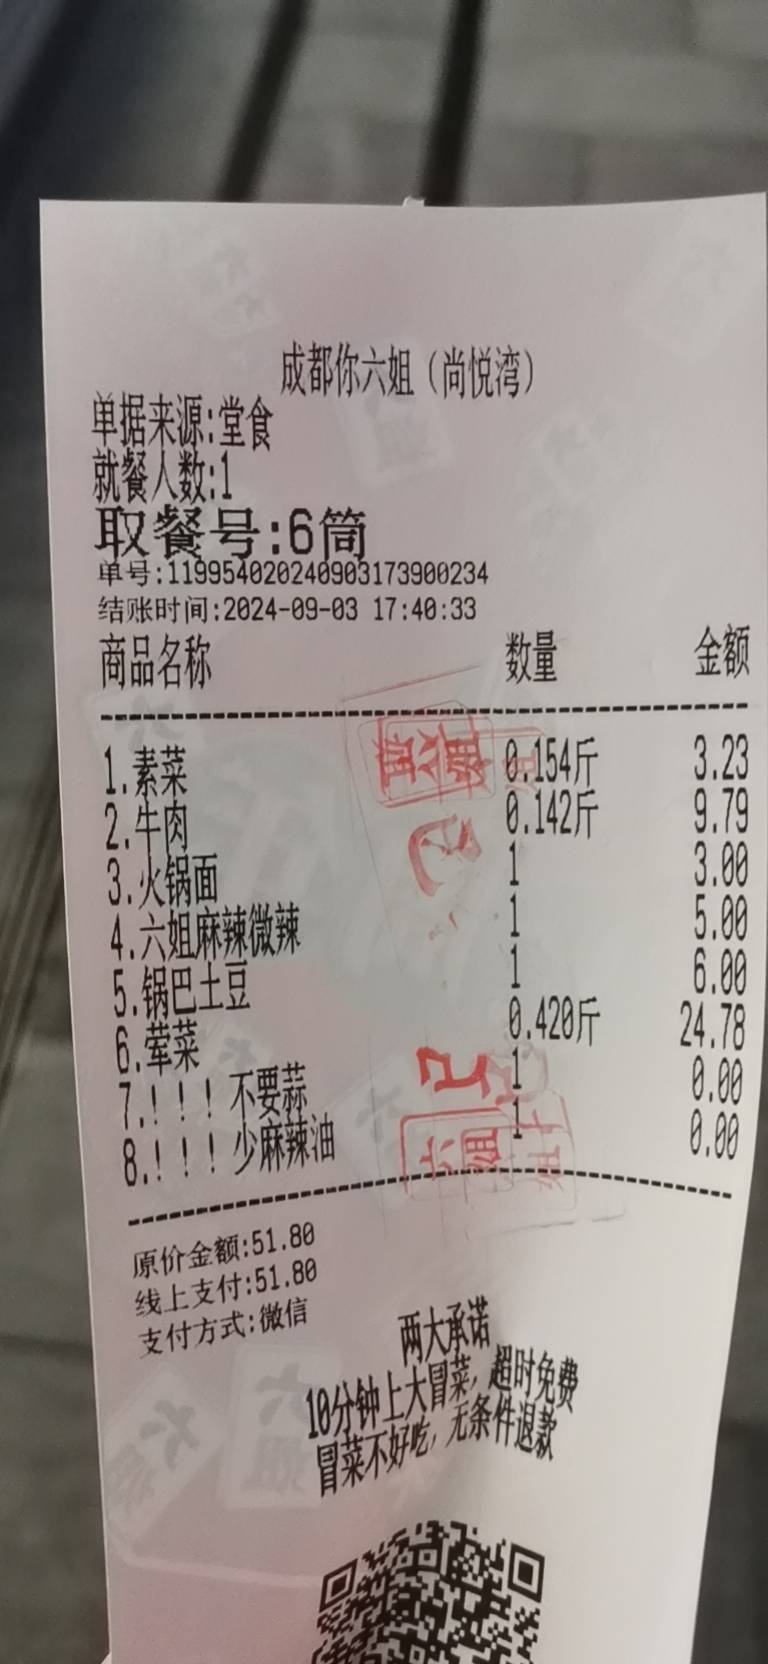 成都你六姐（尚悦湾）
单据来源:堂食
就餐人数:1
取餐号:6筒
单号:119954020240903173900234
结账时间:2024-09-03 17:40:33
商品名称 数量 金额
1.素菜 0.154斤 3.23
2.牛肉 0.142斤 9.79
3.火锅面 1 3.00
4.六姐麻辣微辣 1 5.00
5.锅巴土豆 1 6.00
6.荤菜 0.420斤 24.78
7.!!!不要蒜 1 0.00
8.!!!少麻辣油 1 0.00
原价金额:51.80
线上支付:51.80
支付方式:微信
两大承诺
10分钟上大冒菜，超时免费
冒菜不好吃，无条件退款